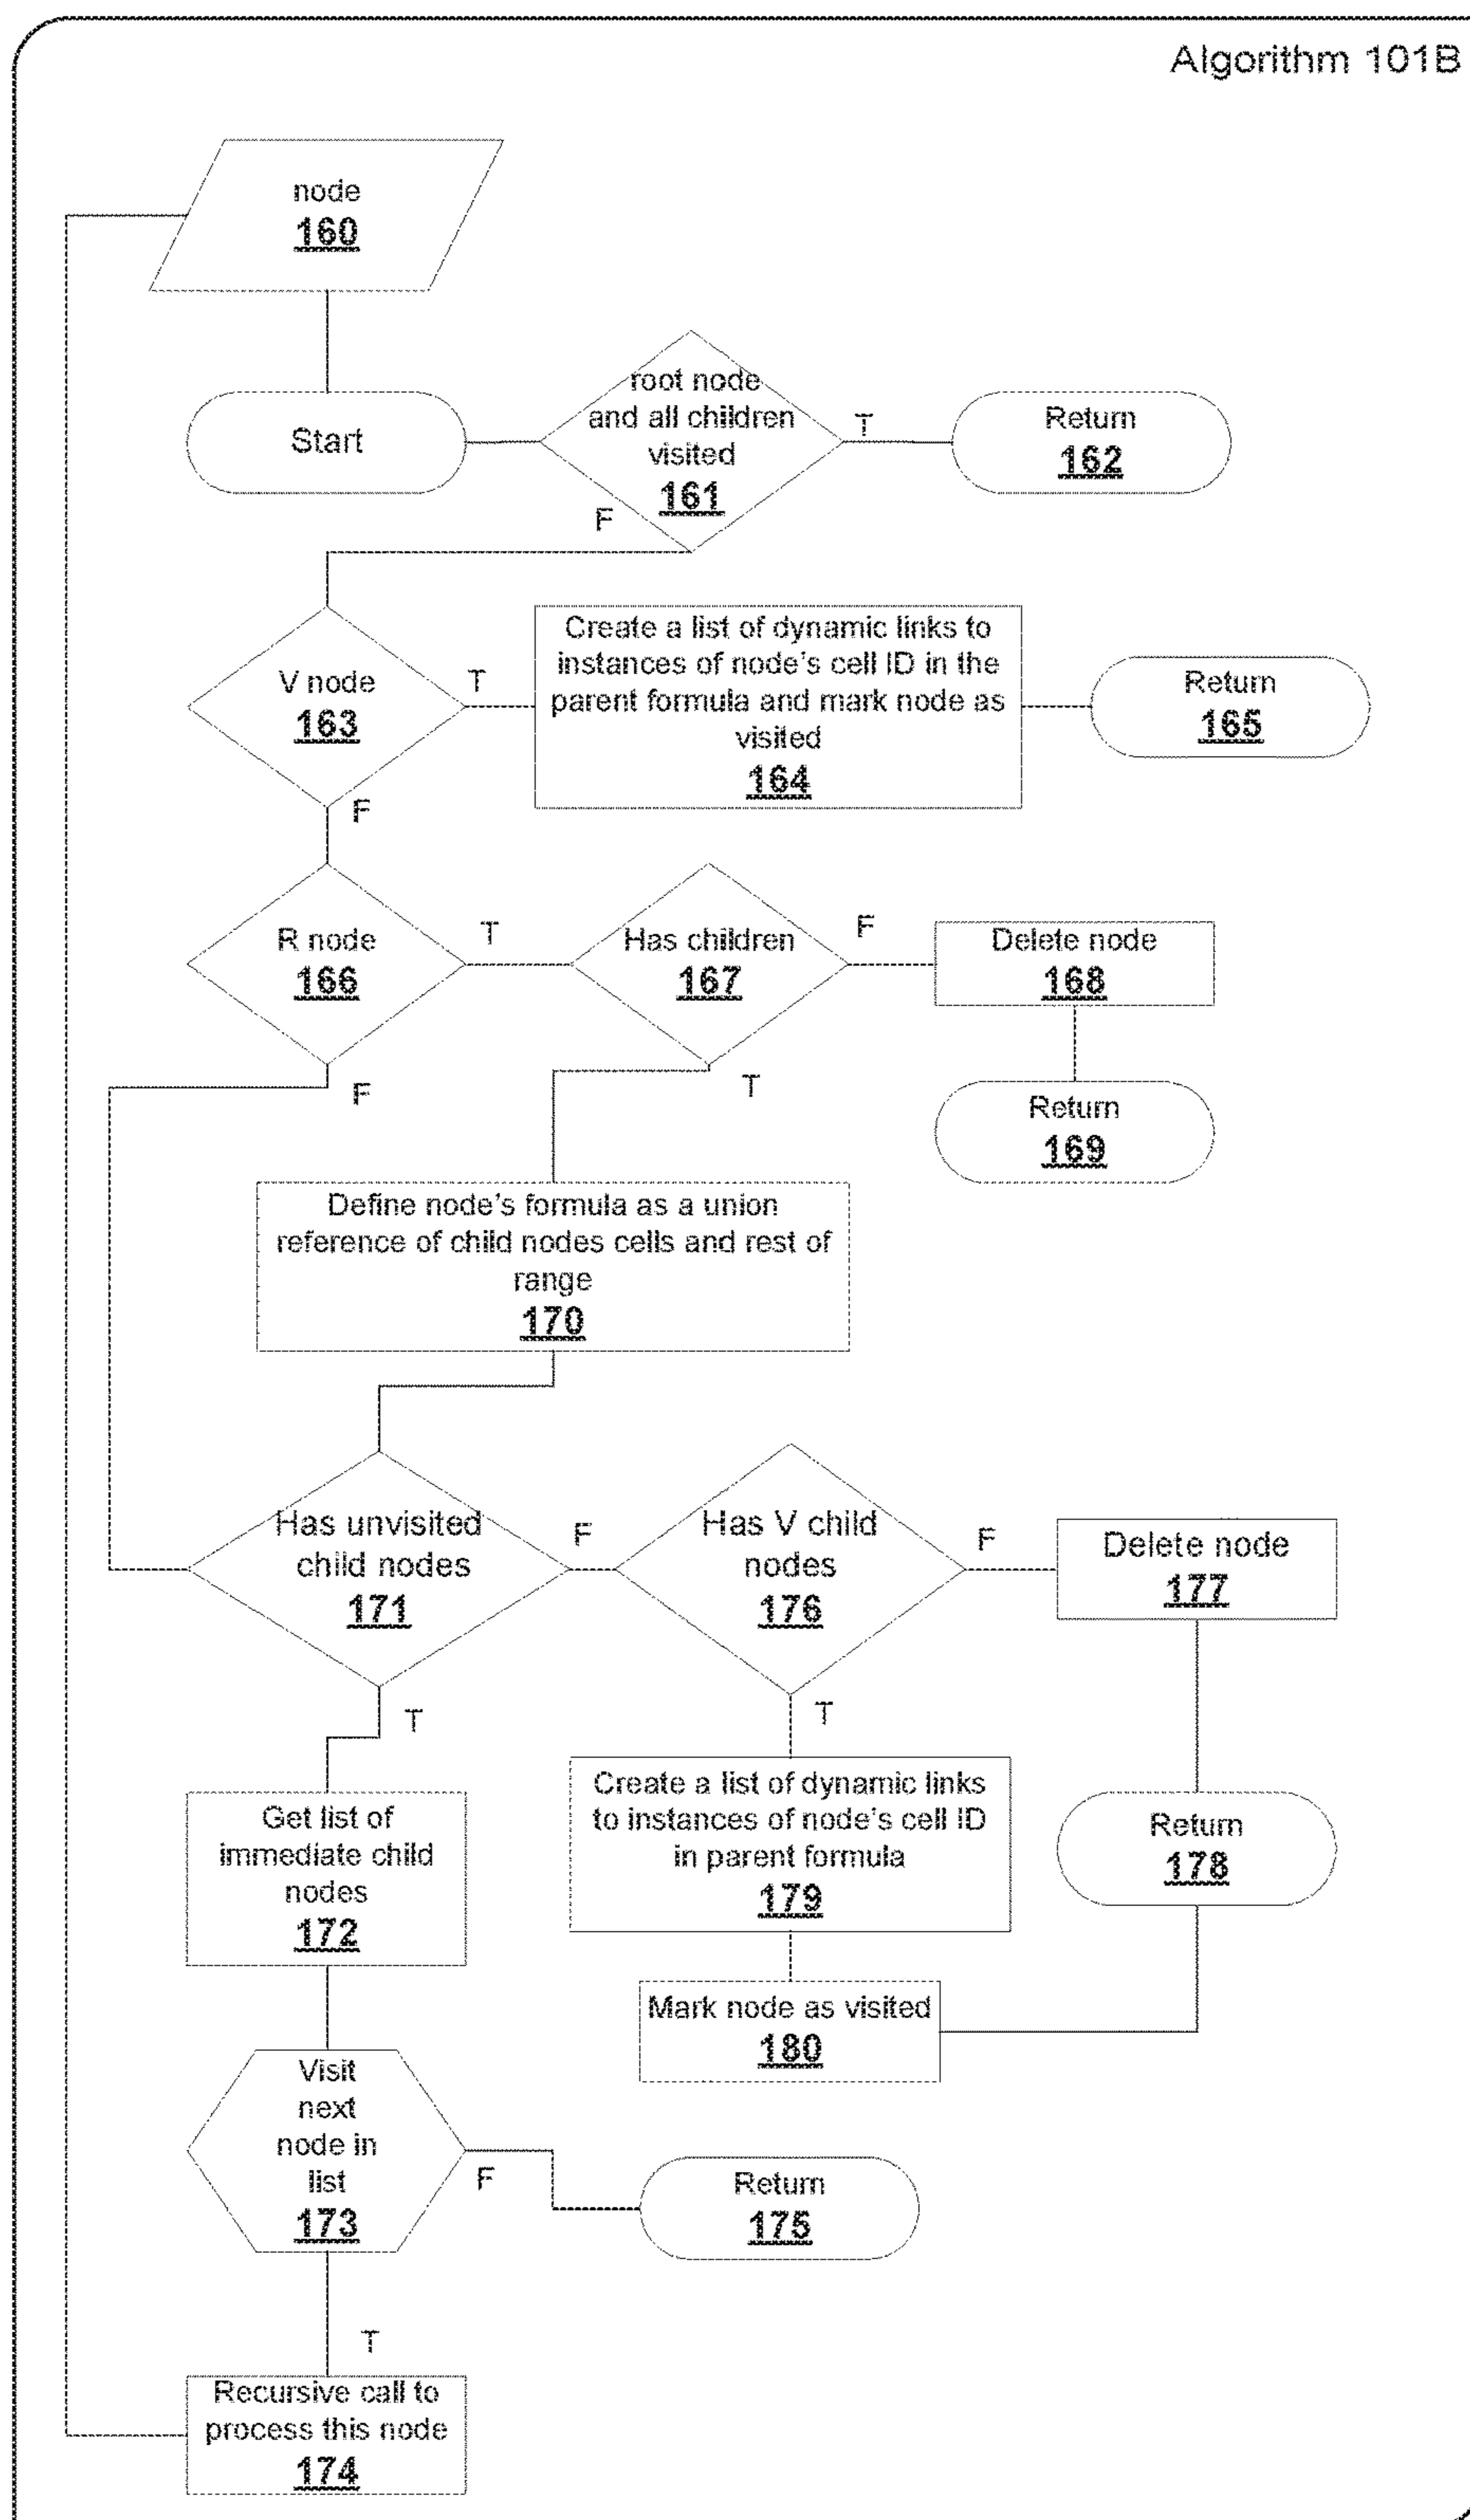 Algorithm 101B
node
160
Start
root node
and all children
visited
161
T
Return
162
F
V node
163
T
Create a list of dynamic links to
instances of node's cell ID in the
parent formula and mark node as
visited
164
Return
165
F
R node
166
T
Has children
167
F
Delete node
168
Return
169
F
T
Define node's formula as a union
reference of child nodes cells and rest of
range
170
Has unvisited
child nodes
171
F
Has V child
nodes
176
F
Delete node
177
T
T
Get list of
immediate child
nodes
172
Create a list of dynamic links
to instances of node's cell ID
in parent formula
179
Return
178
Mark node as visited
180
Visit
next
node in
list
173
F
Return
175
T
Recursive call to
process this node
174